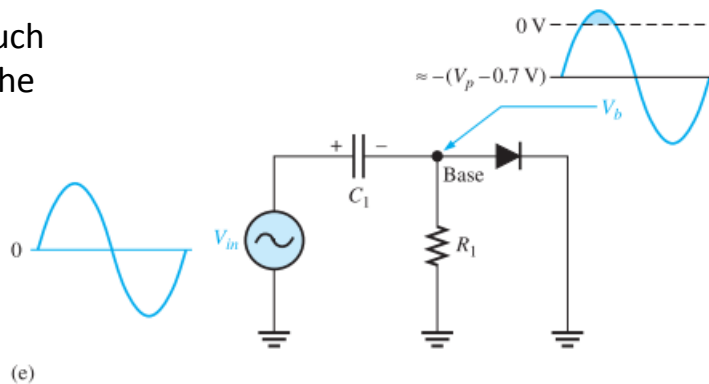 uch
he
0 V
≈ −(Vp −0.7 V)
Vb
+ −
C1
Base
Vin
R1
0
(e)